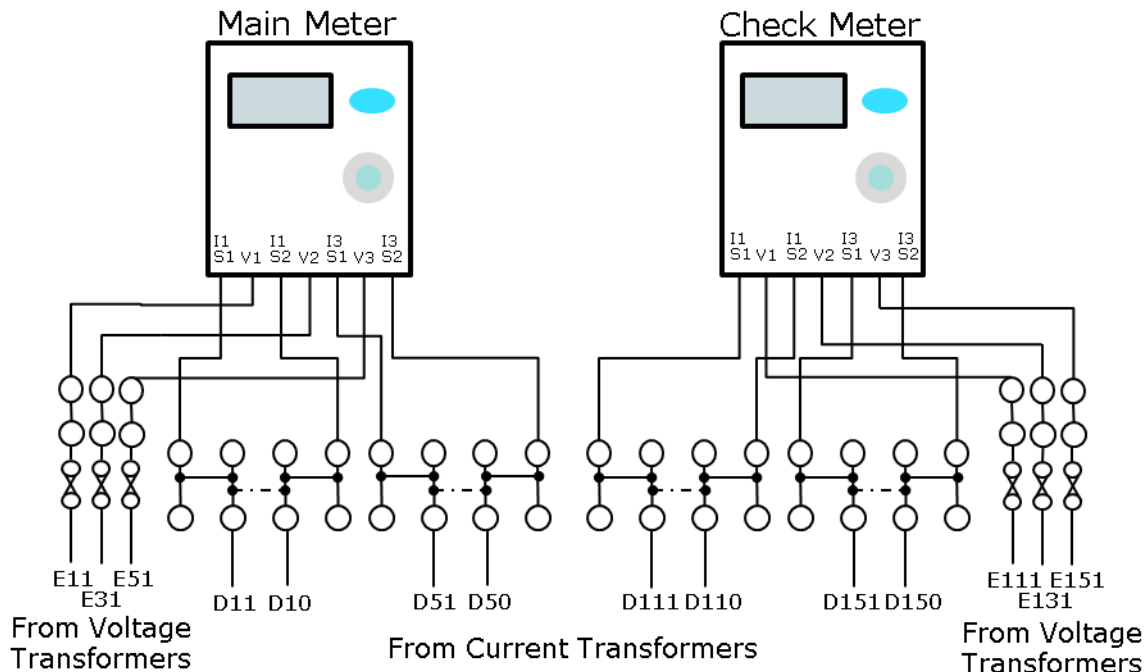 Main Meter
Check Meter
I1 I1 I3 I3
S1 V1 S2 V2 S1 V3 S2
I1 I1 I3 I3
S1 V1 S2 V2 S1 V3 S2
E11 E51
E31
D11 D10
D51 D50
D111 D110
D151 D150
E111 E151
E131
From Voltage
Transformers
From Current Transformers
From Voltage
Transformers